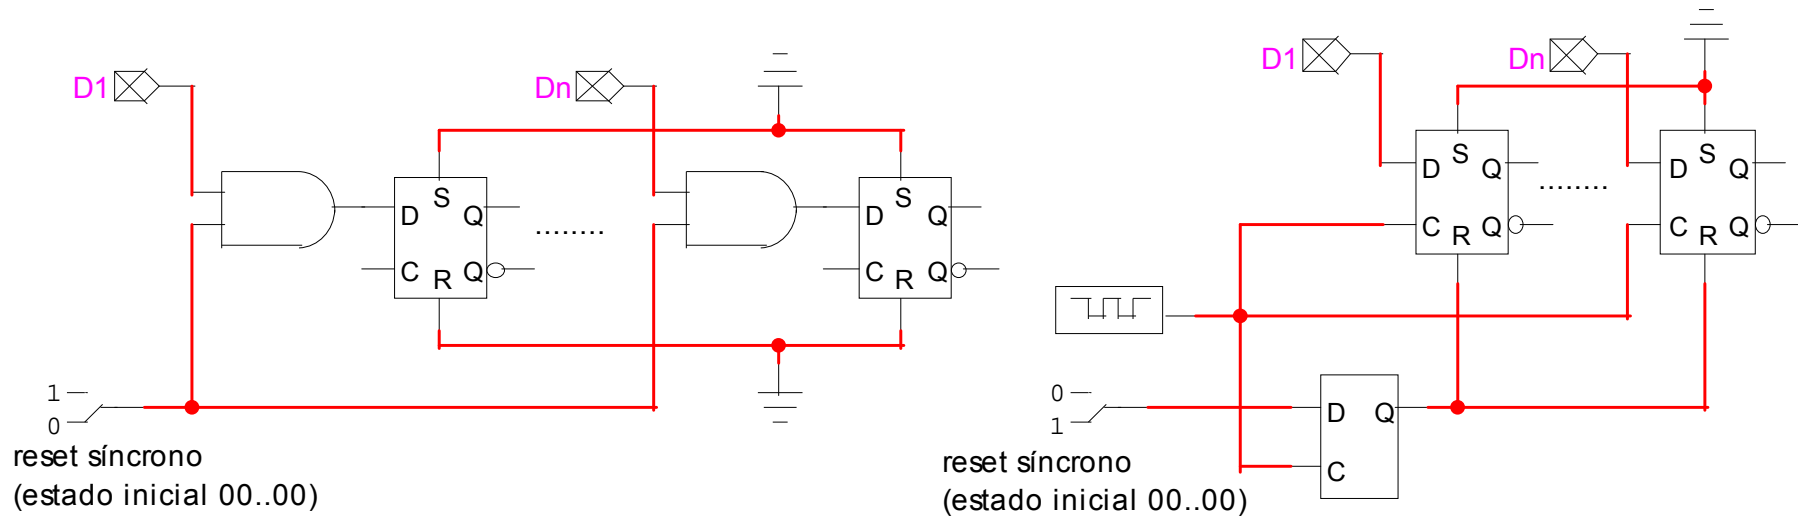 D1
Dn
D
S
Q
C
R
Q
........
D
S
Q
C
R
Q
1
0
reset síncrono
(estado inicial 00..00)
D1
Dn
D
S
Q
C
R
Q
........
D
S
Q
C
R
Q
0
1
D
Q
C
reset síncrono
(estado inicial 00..00)